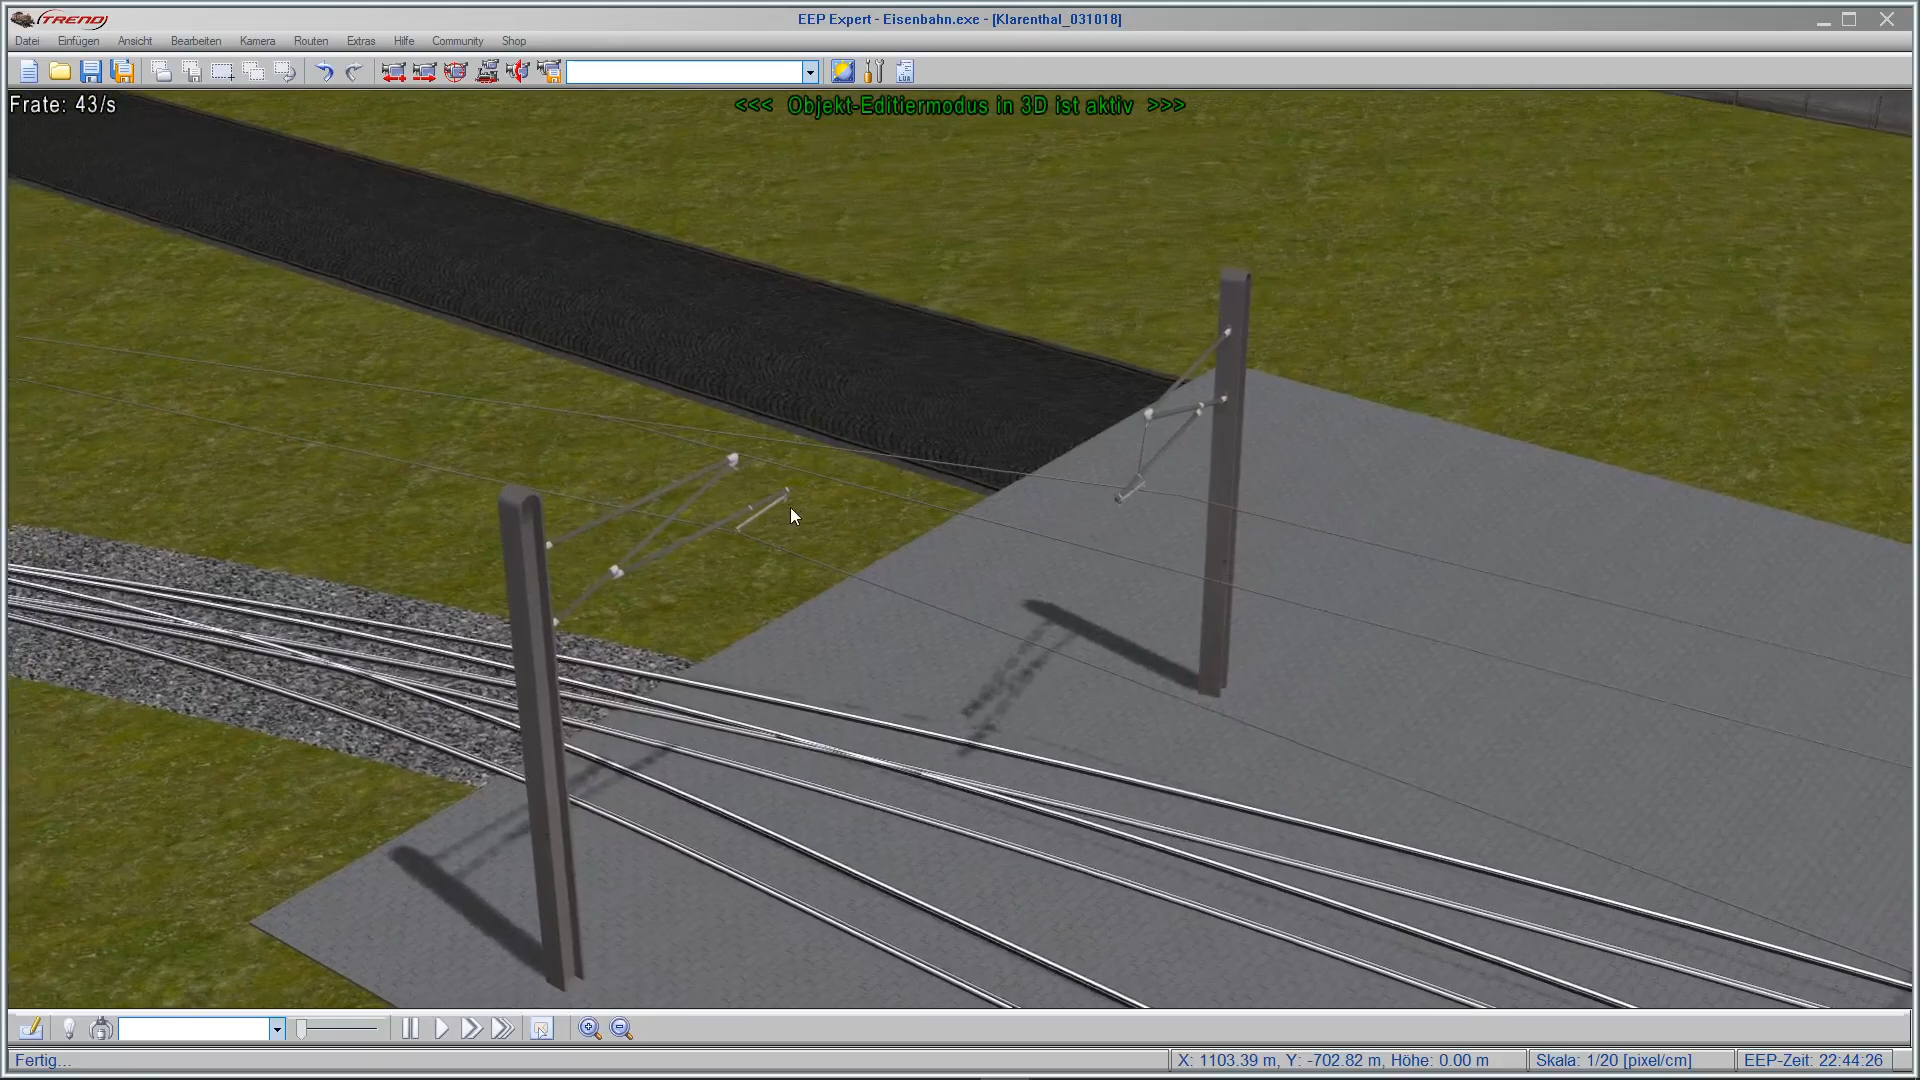 TREND
EEP Expert - Eisenbahn.exe - [Klarenthal_031018]
Datei Einfügen Ansicht Bearbeiten Kamera Routen Extras Hilfe Community Shop
LUA
Frate: 43/s
<<< Objekt-Editiermodus in 3D ist aktiv >>>
Fertig...
X: 1103.39 m, Y: -702.82 m, Höhe: 0.00 m
Skala: 1/20 [pixel/cm]
EEP-Zeit: 22:44:26